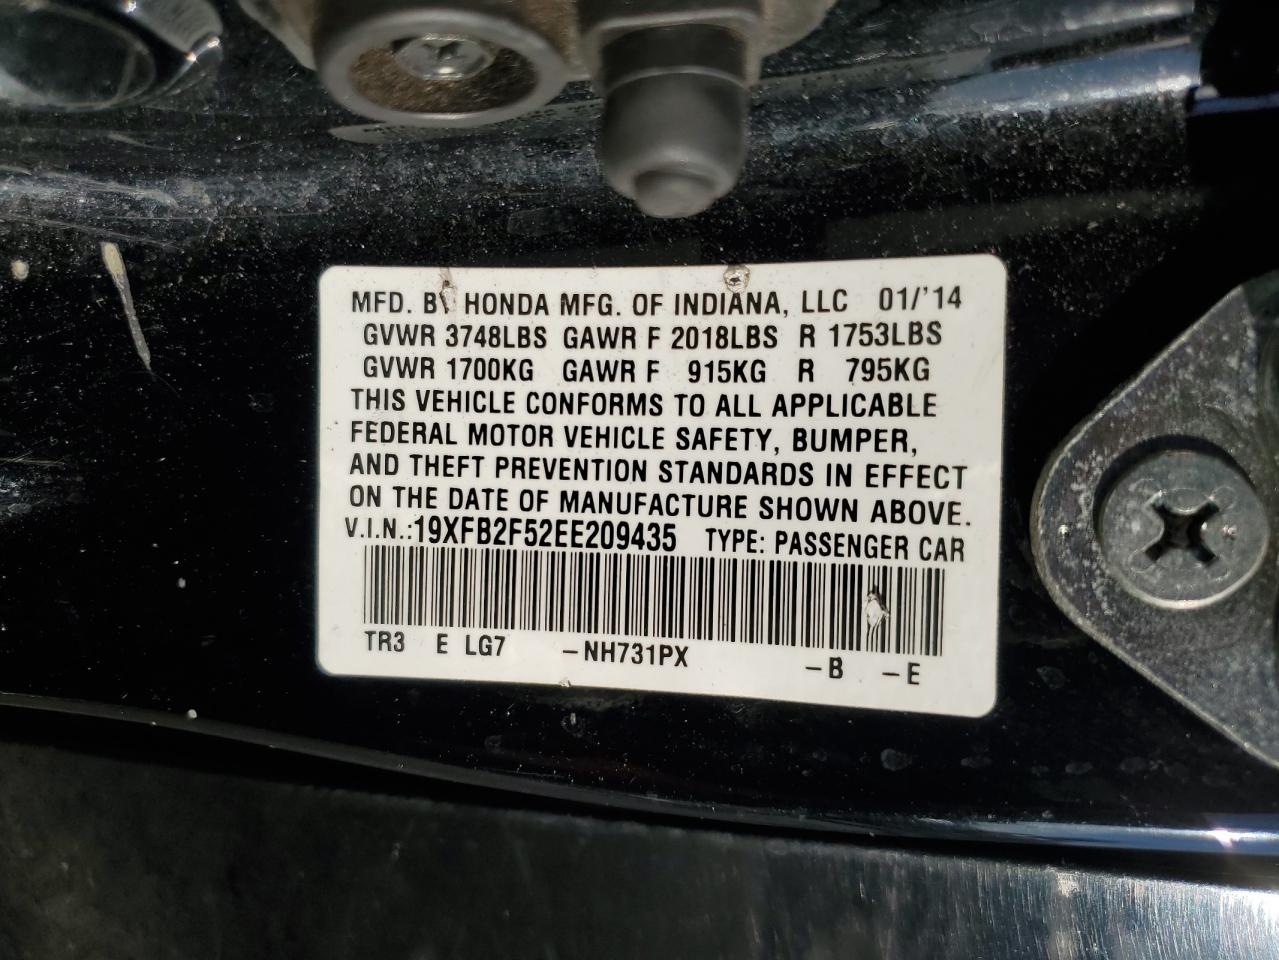 MFD. BY HONDA MFG. OF INDIANA, LLC 01/'14
GVWR 3748LBS GAWR F 2018LBS R 1753LBS
GVWR 1700KG GAWR F 915KG R 795KG
THIS VEHICLE CONFORMS TO ALL APPLICABLE
FEDERAL MOTOR VEHICLE SAFETY, BUMPER,
AND THEFT PREVENTION STANDARDS IN EFFECT
ON THE DATE OF MANUFACTURE SHOWN ABOVE.
V.I.N.:19XFB2F52EE209435 TYPE: PASSENGER CAR
TR3 E LG7 -NH731PX -B -E